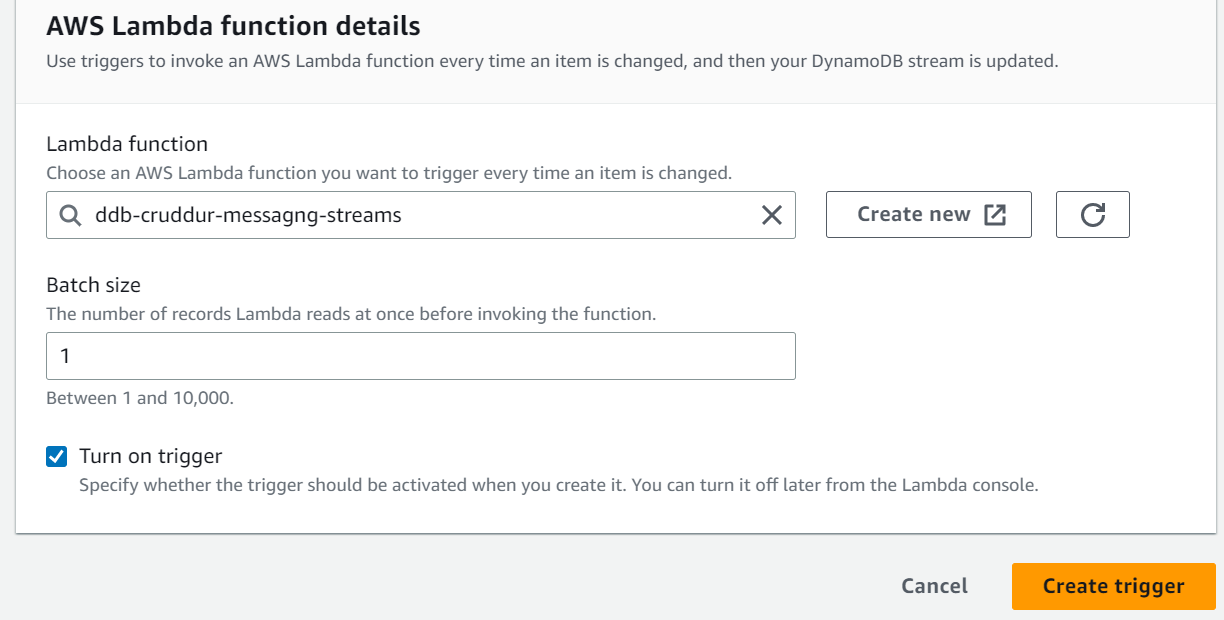 AWS Lambda function details
Use triggers to invoke an AWS Lambda function every time an item is changed, and then your DynamoDB stream is updated.
Lambda function
Choose an AWS Lambda function you want to trigger every time an item is changed.
ddb-cruddur-messagng-streams
Create new
Batch size
The number of records Lambda reads at once before invoking the function.
1
Between 1 and 10,000.
Turn on trigger
Specify whether the trigger should be activated when you create it. You can turn it off later from the Lambda console.
Cancel
Create trigger